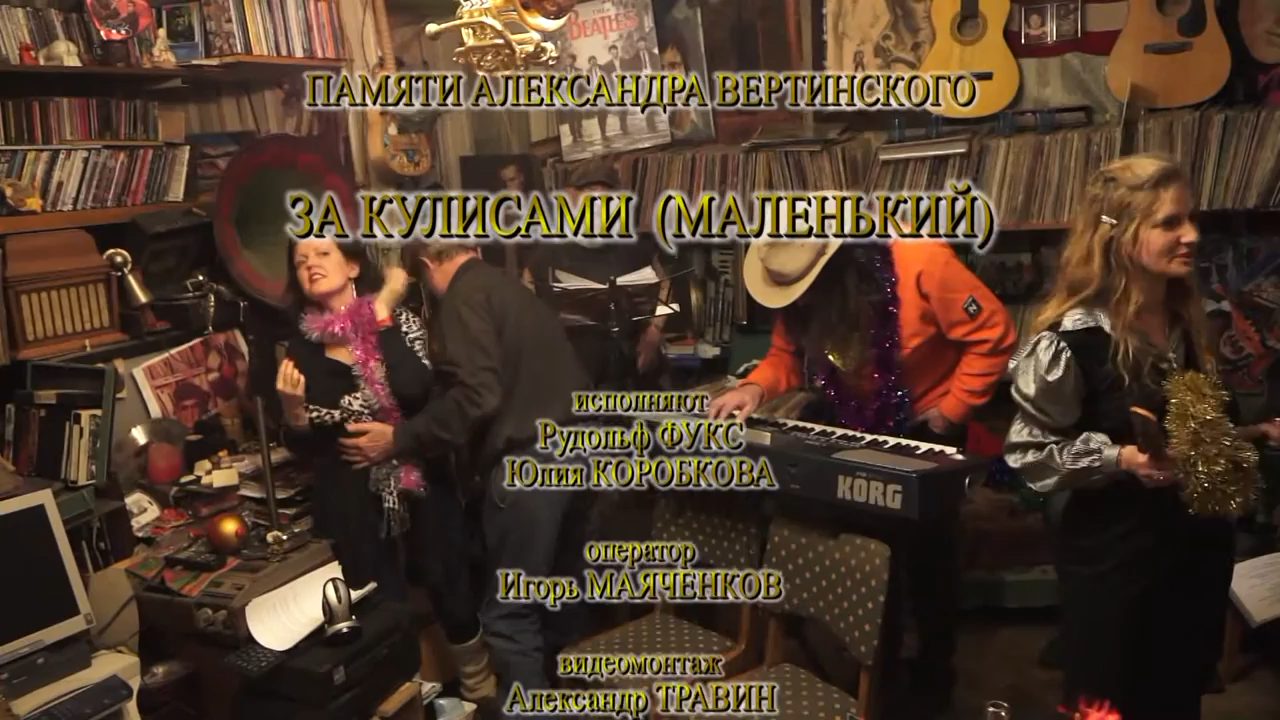 THE
BEATLES
ПАМЯТИ АЛЕКСАНДРА ВЕРТИНСКОГО
ЗА КУЛИСАМИ (МАЛЕНЬКИЙ)
исполняют
Рудольф ФУКС
Юлия КОРОБКОВА
KORG
оператор
Игорь МАЯЧЕНКОВ
видеомонтаж
Александр ТРАВИН